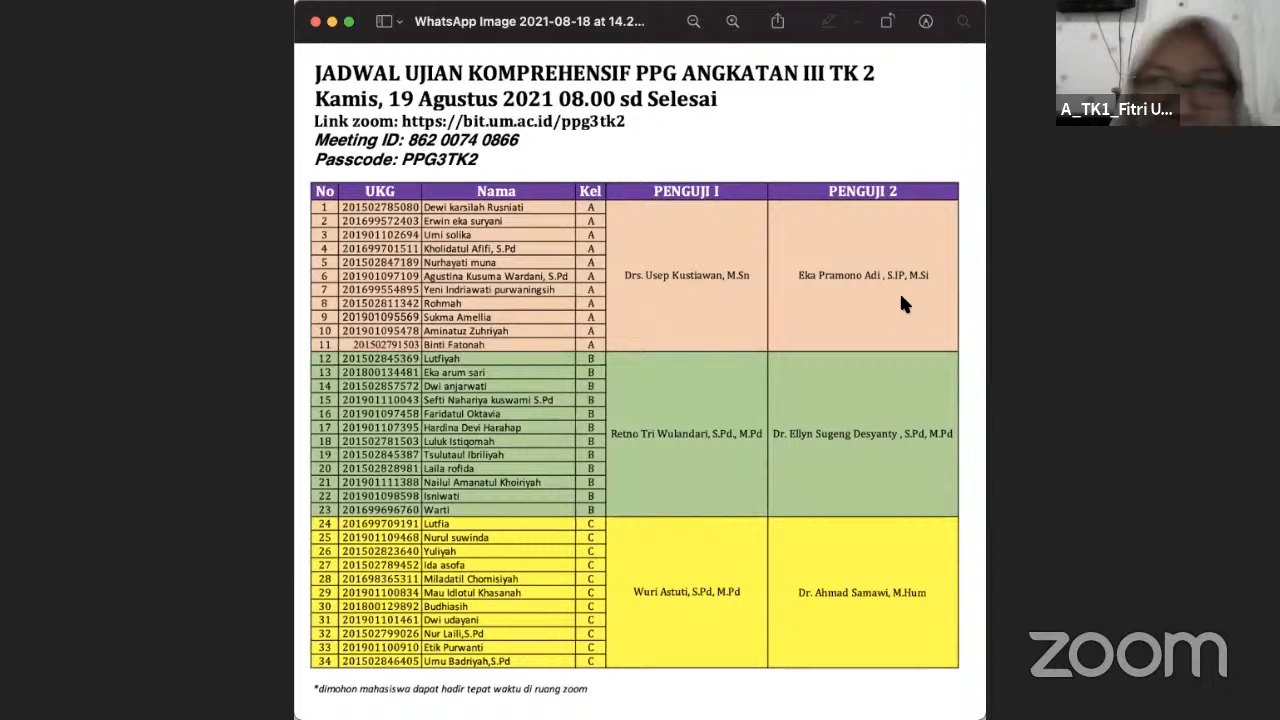 WhatsApp Image 2021-08-18 at 14.2...
A_TK1_Fitri U...
JADWAL UJIAN KOMPREHENSIF PPG ANGKATAN III TK 2
Kamis, 19 Agustus 2021 08.00 sd Selesai
Link zoom: https://bit.um.ac.id/ppg3tk2
Meeting ID: 862 0074 0866
Passcode: PPG3TK2
No UKG Nama Kel PENGUJI I PENGUJI 2
1 201502785080 Dewi karsilah Rusniati A
2 201699572403 Erwin eka suryani A
3 201901102694 Umi solika A
4 201699701511 Kholidatul Afifi, S.Pd A
5 201502847189 Nurhayati muna A
6 201901097109 Agustina Kusuma Wardani, S.Pd A Drs. Usep Kustiawan, M.Sn Eka Pramono Adi , S.IP, M.Si
7 201699554895 Yeni Indriawati purwaningsih A
8 201502811342 Rohmah A
9 201901095569 Sukma Amellia A
10 201901095478 Aminatuz Zuhriyah A
11 201502791503 Binti Fatonah A
12 201502845369 Lutfiyah B
13 201800134481 Eka arum sari B
14 201502857572 Dwi anjarwati B
15 201901110043 Sefti Nahariya kuswami S.Pd B
16 201901097458 Faridatul Oktavia B
17 201901107395 Hardina Devi Harahap B
Retno Tri Wulandari, S.Pd., M.Pd Dr. Ellyn Sugeng Desyanty , S.Pd, M.Pd
18 201502781503 Luluk Istiqomah B
19 201502845387 Tsulutaul Ibriliyah B
20 201502828981 Laila rofida B
21 201901111388 Nailul Amanatul Khoiriyah B
22 201901098598 Isniwati B
23 201699696760 Warti B
24 201699709191 Lutfia C
25 201901109468 Nurul suwinda C
26 201502823640 Yuliyah C
27 201502789452 Ida asofa C
28 201698365311 Miladatil Chomisiyah C
29 201901100834 Mau Idlotul Khasanah C Wuri Astuti, S.Pd, M.Pd Dr. Ahmad Samawi, M.Hum
30 201800129892 Budhiasih C
31 201901101461 Dwi udayani C
32 201502799026 Nur Laili,S.Pd C
33 201901100910 Etik Purwanti C
34 201502846405 Umu Badriyah,S.Pd C
*dimohon mahasiswa dapat hadir tepat waktu di ruang zoom
zoom